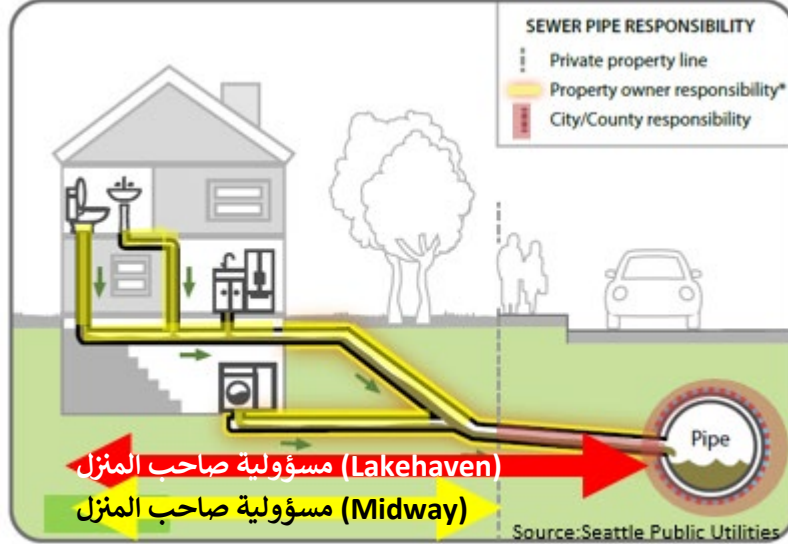 SEWER PIPE RESPONSIBILITY
Private property line
Property owner responsibility*
City/County responsibility
Pipe
مسؤولية صاحب المنزل (Lakehaven)
مسؤولية صاحب المنزل (Midway)
Source:Seattle Public Utilities